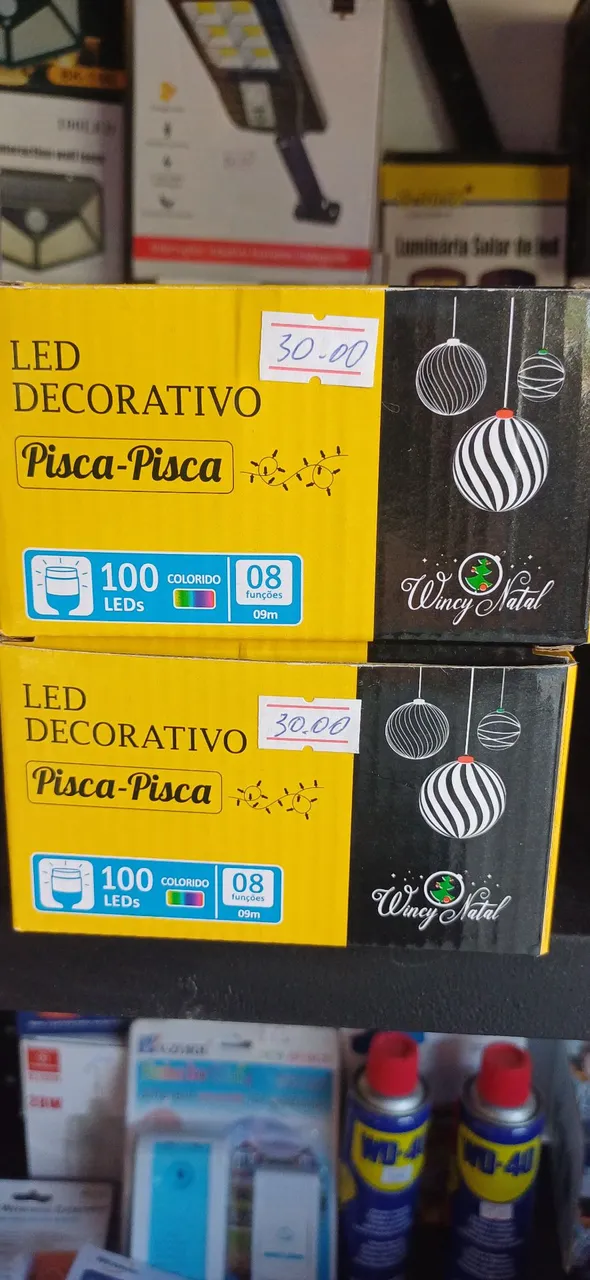 Luminária Solar de led
30.00
LED
DECORATIVO
Pisca-Pisca
100
LEDs
COLORIDO
08
funções
09m
Wincy Natal
30.00
LED
DECORATIVO
Pisca-Pisca
100
LEDs
COLORIDO
08
funções
09m
Wincy Natal
WD-40
WD-40